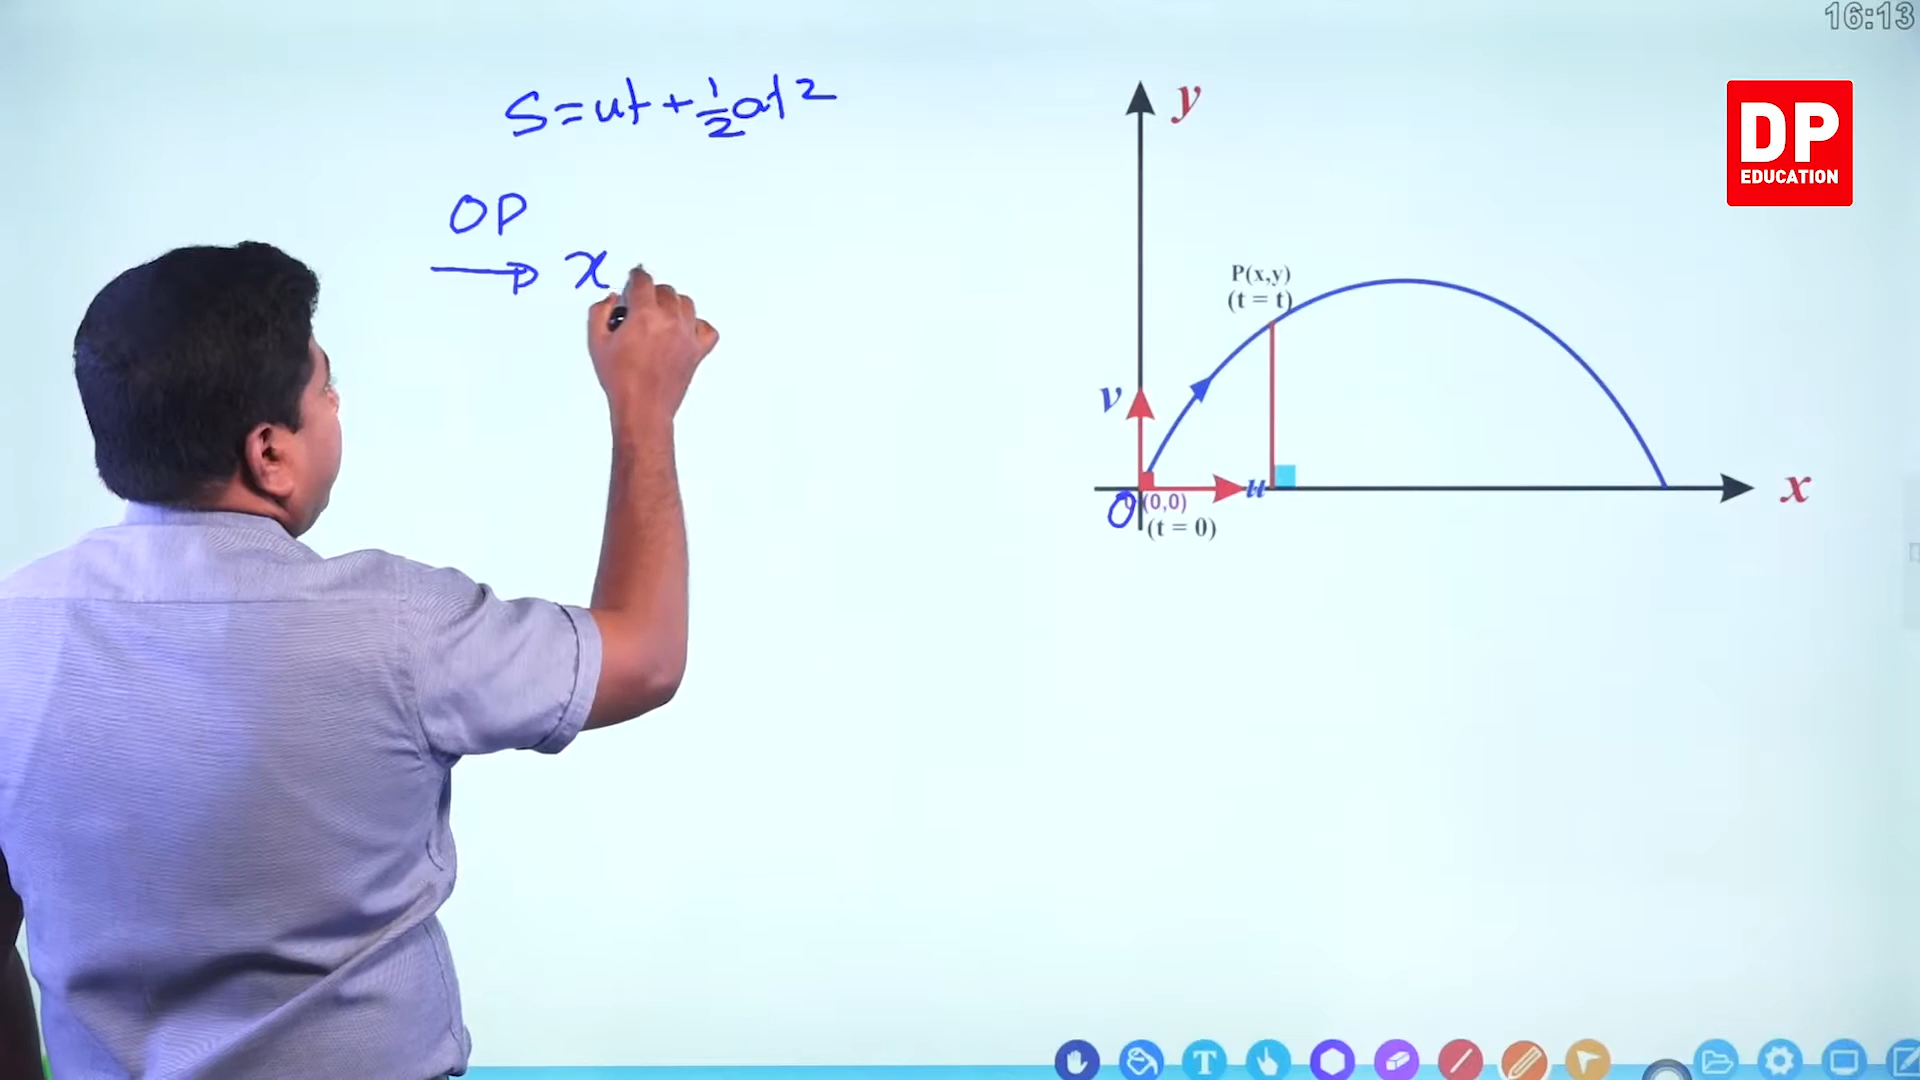 16:13
S = ut + ½at²
OP
→ x
y
DP
EDUCATION
P(x,y)
(t = t)
v
u
x
O (0,0)
(t = 0)
T